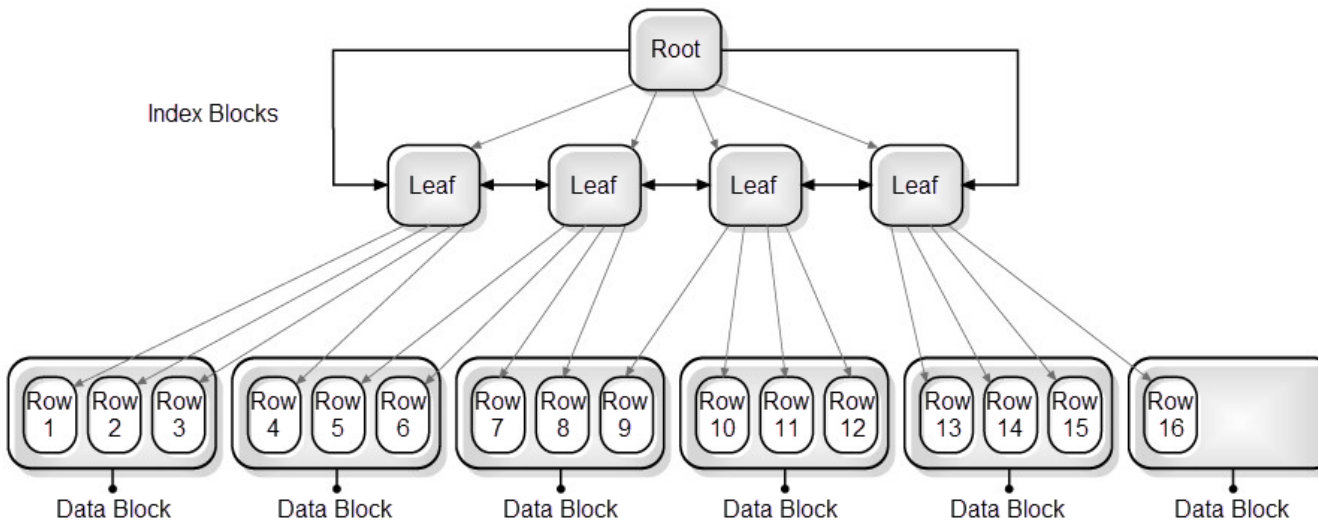 Root
Index Blocks
Leaf Leaf Leaf Leaf
Row Row Row Row Row Row Row Row Row Row Row Row Row Row Row Row
1 2 3 4 5 6 7 8 9 10 11 12 13 14 15 16
Data Block Data Block Data Block Data Block Data Block Data Block